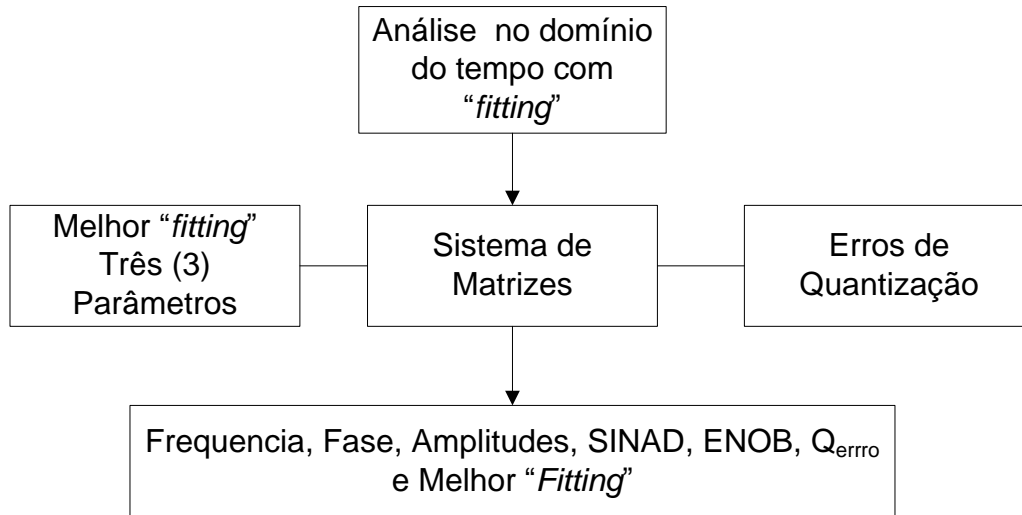 Análise no domínio
do tempo com
“fitting”
Melhor “fitting”
Três (3)
Parâmetros
Sistema de
Matrizes
Erros de
Quantização
Frequencia, Fase, Amplitudes, SINAD, ENOB, Qerrro
e Melhor “Fitting”